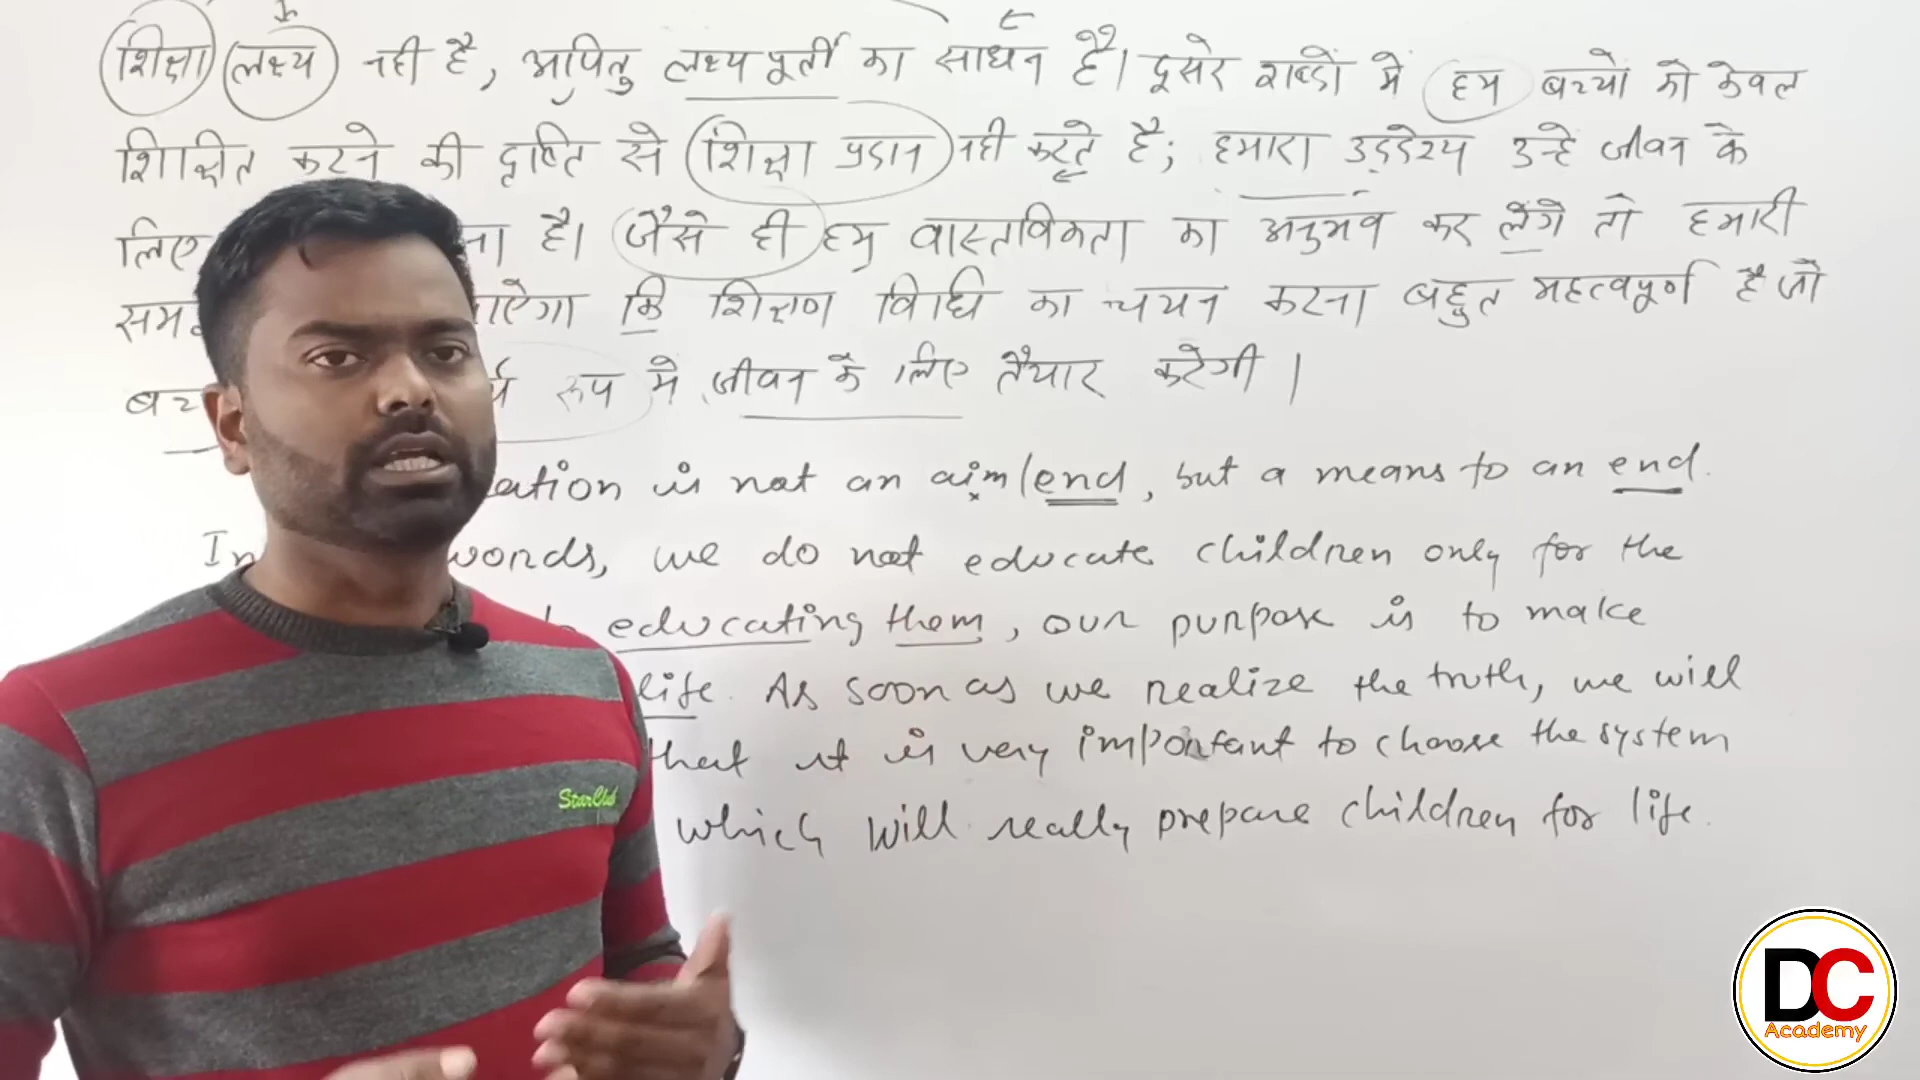 शिक्षा लक्ष्य नही है, अपितु लक्ष्य पूर्ती का साधन है। दूसरे शब्दों मे हम बच्चों को केवल
शिक्षित करने की दृष्टि से शिक्षा प्रदान नही करते है; हमारा उद्देश्य उन्हे जीवन के
लिए है। जैसे ही हम वास्तविकता का अनुभव कर लेंगे तो हमारी
कि शिक्षण विधि का चयन करना बहुत महत्वपूर्ण है जो
रूप मे जीवन के लिए तैयार करेगी।
is not an aim/end, but a means to an end.
In words, we do not educate children only for the
educating them, our purpose is to make
life. As soon as we realize the truth, we will
that it is very important to choose the system
which will really prepare children for life.
StarClub
DC
Academy